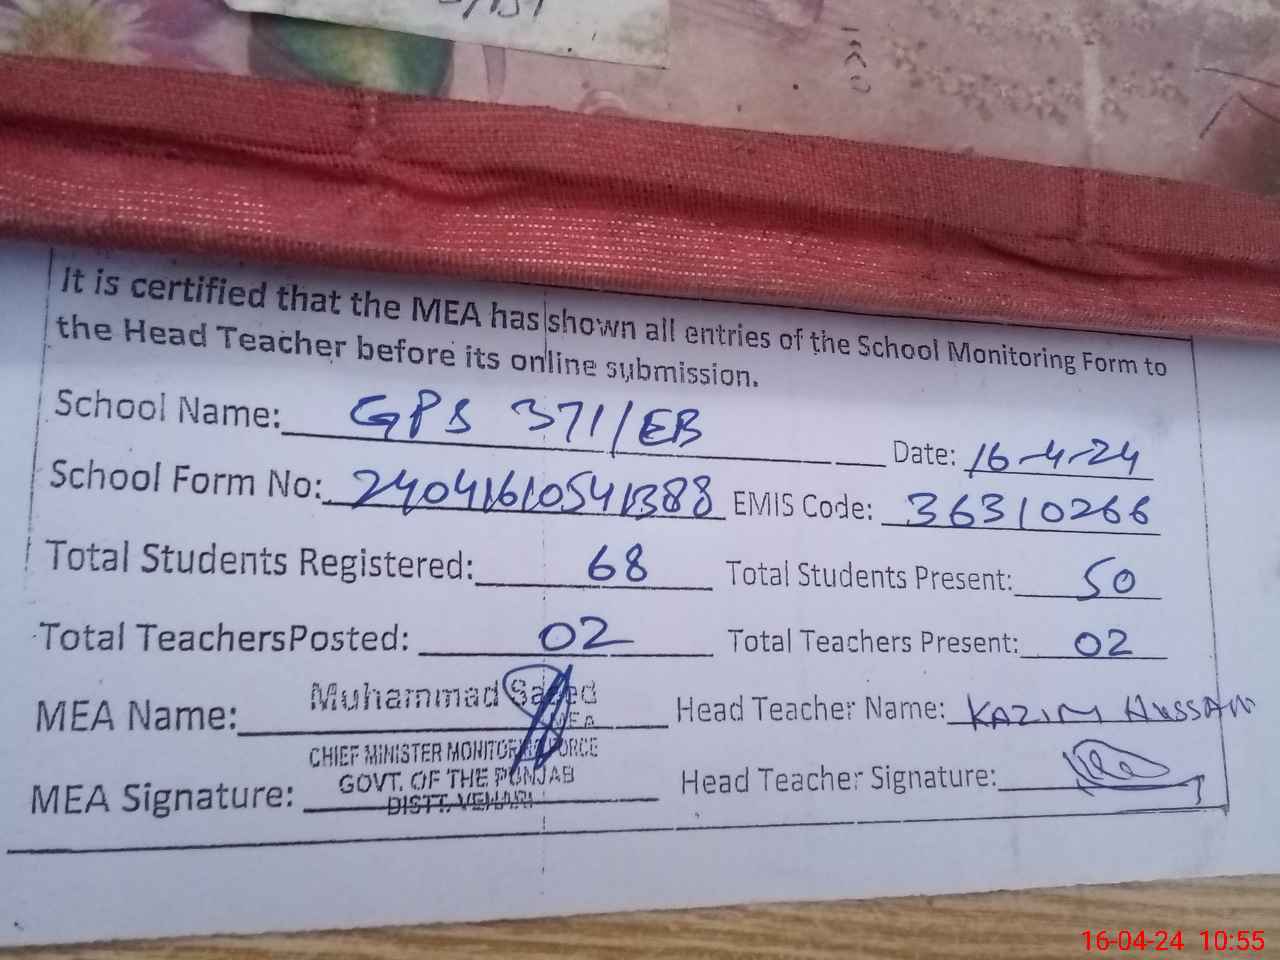 It is certified that the MEA has shown all entries of the School Monitoring Form to
the Head Teacher before its online submission.
School Name: GPS 371/EB Date: 16-4-24
School Form No: 24041610541388 EMIS Code: 36310266
Total Students Registered: 68 Total Students Present: 50
Total TeachersPosted: 02 Total Teachers Present: 02
MEA Name: Muhammad Saeed Head Teacher Name: KAZIM HUSSAIN
MEA
CHIEF MINISTER MONITORING FORCE
GOVT. OF THE PUNJAB
MEA Signature: DISTT. VEHARI Head Teacher Signature:
16-04-24 10:55